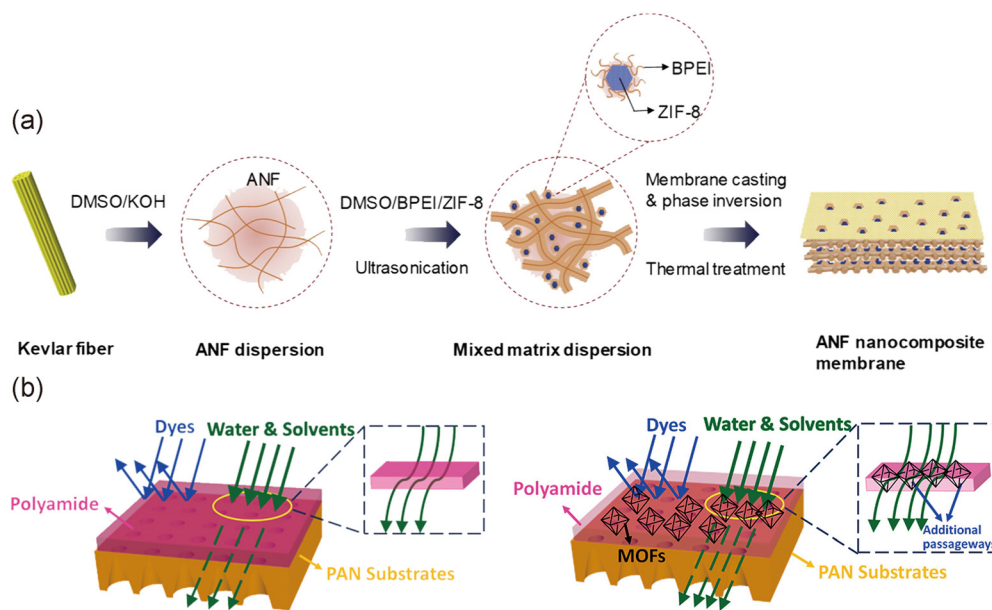 (a)
BPEI
ZIF-8
DMSO/KOH
ANF
DMSO/BPEI/ZIF-8
Ultrasonication
Membrane casting
& phase inversion
Thermal treatment
Kevlar fiber
ANF dispersion
Mixed matrix dispersion
ANF nanocomposite
membrane
(b)
Dyes
Water & Solvents
Polyamide
PAN Substrates
Dyes
Water & Solvents
Polyamide
MOFs
Additional
passageways
PAN Substrates